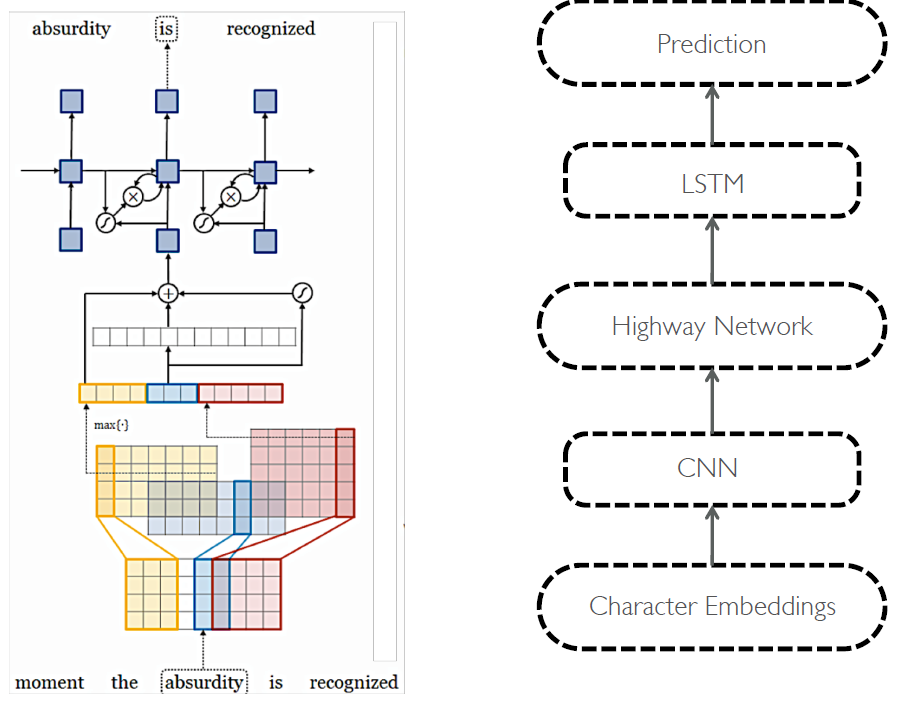 absurdity is recognized
max{·}
moment the absurdity is recognized
Prediction
LSTM
Highway Network
CNN
Character Embeddings